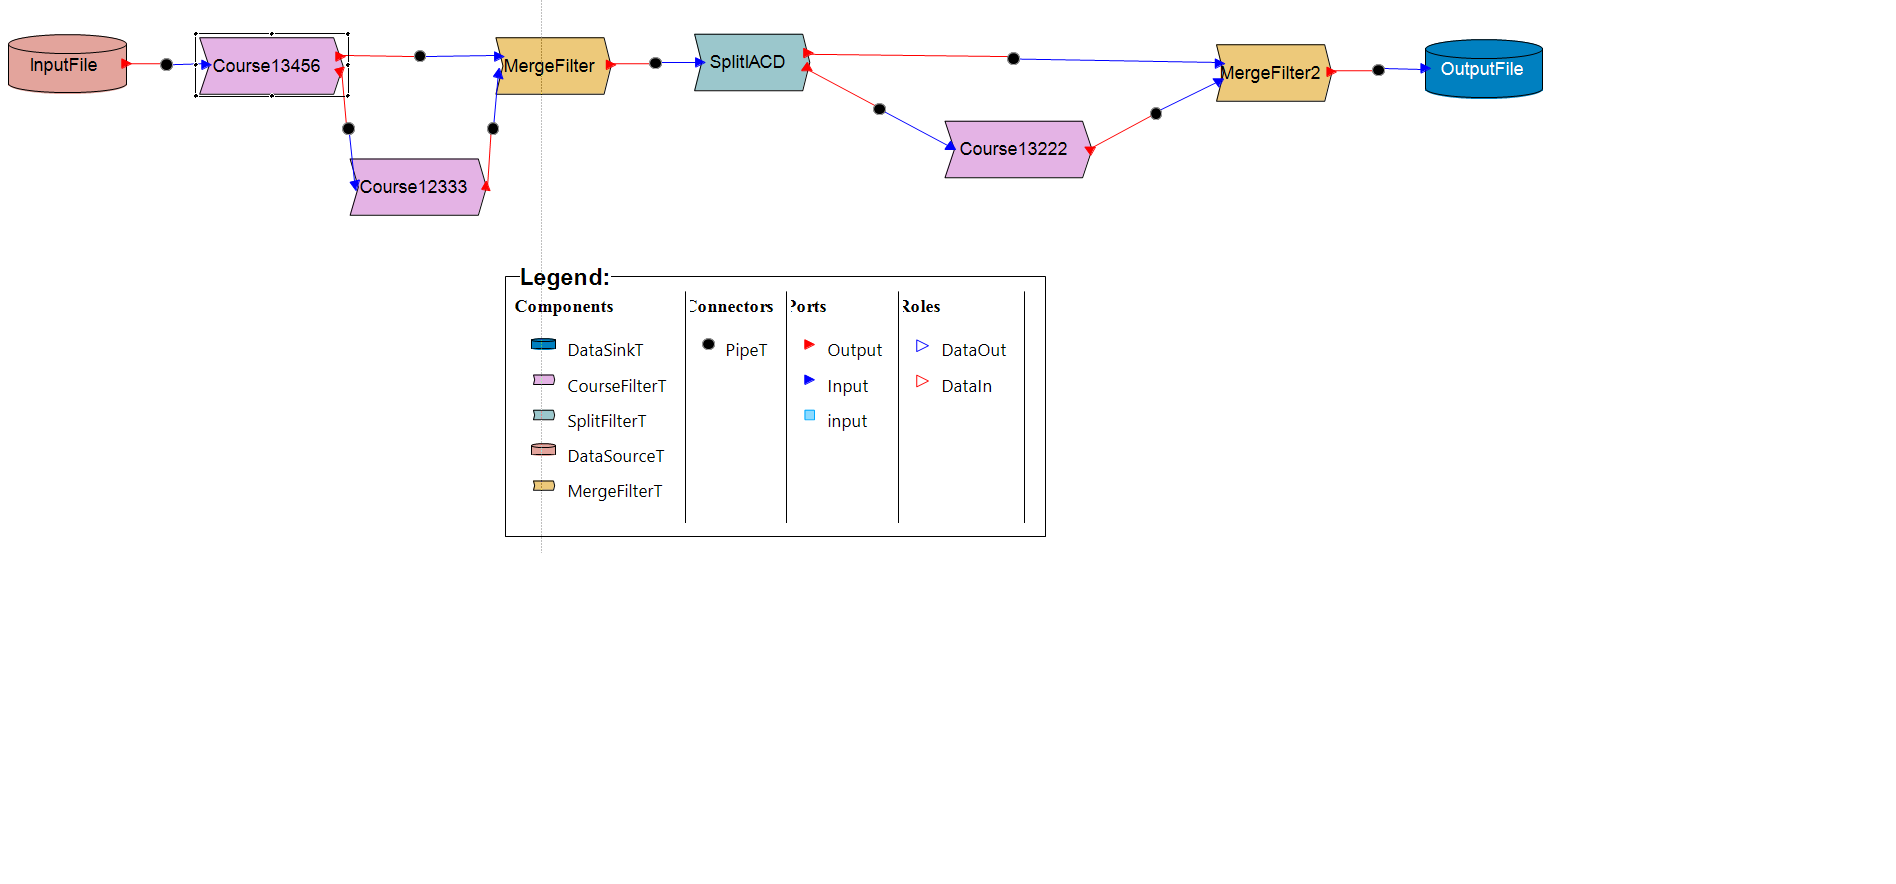 InputFile
Course13456
MergeFilter
SplitIACD
MergeFilter2
OutputFile
Course13222
Course12333
Legend:
Components
DataSinkT
CourseFilterT
SplitFilterT
DataSourceT
MergeFilterT
Connectors
PipeT
Ports
Output
Input
input
Roles
DataOut
DataIn